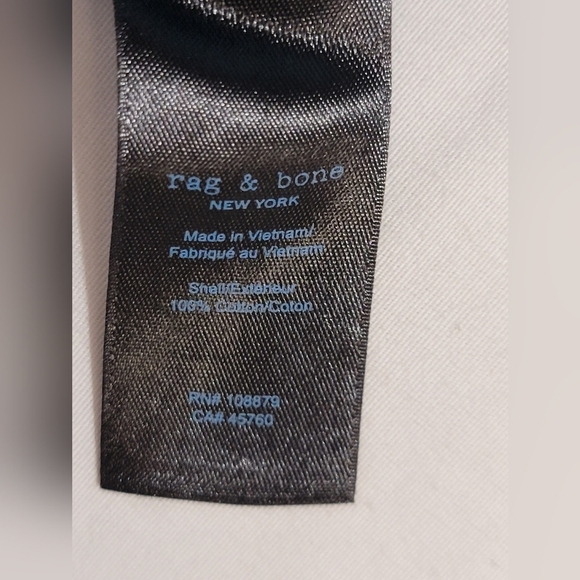 rag & bone
NEW YORK
Made in Vietnam/
Fabriqué au Vietnam
Shell/Extérieur
100% Cotton/Coton
RN# 108879
CA# 45760